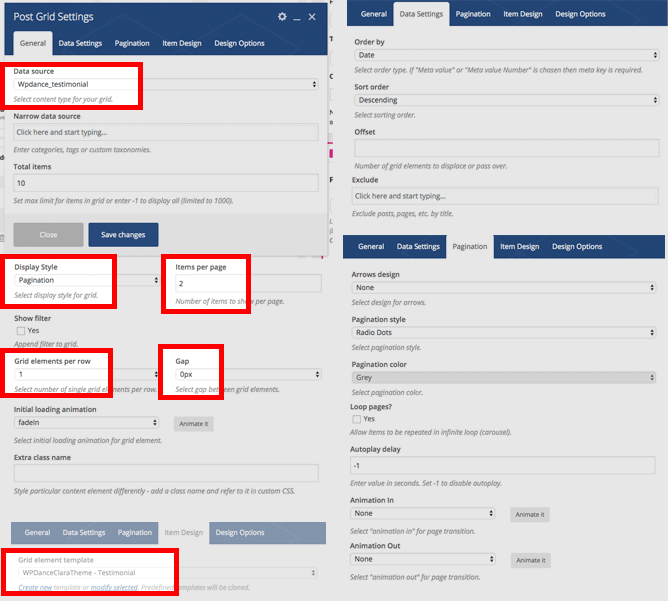 Post Grid Settings
General Data Settings Pagination Item Design Design Options
Data source
Wpdance_testimonial
Select content type for your grid.
Narrow data source
Click here and start typing...
Enter categories, tags or custom taxonomies.
Total items
10
Set max limit for items in grid or enter -1 to display all (limited to 1000).
Close Save changes
Display Style
Pagination
Select display style for grid.
Items per page
2
Number of items to show per page.
Show filter
Yes
Append filter to grid.
Grid elements per row
1
Select number of single grid elements per row.
Gap
0px
Select gap between grid elements.
Initial loading animation
fadeIn
Animate it
Select initial loading animation for grid element.
Extra class name
Style particular content element differently - add a class name and refer to it in custom CSS.
General Data Settings Pagination Item Design Design Options
Grid element template
WPDanceClaraTheme - Testimonial
Create new template or modify selected. Predefined templates will be cloned.
General Data Settings Pagination Item Design Design Options
Order by
Date
Select order type. If "Meta value" or "Meta value Number" is chosen then meta key is required.
Sort order
Descending
Select sorting order.
Offset
Number of grid elements to displace or pass over.
Exclude
Click here and start typing...
Exclude posts, pages, etc. by title.
General Data Settings Pagination Item Design Design Options
Arrows design
None
Select design for arrows.
Pagination style
Radio Dots
Select pagination style.
Pagination color
Grey
Select pagination color.
Loop pages?
Yes
Allow items to be repeated in infinite loop (carousel).
Autoplay delay
-1
Enter value in seconds. Set -1 to disable autoplay.
Animation In
None
Animate it
Select "animation in" for page transition.
Animation Out
None
Animate it
Select "animation out" for page transition.